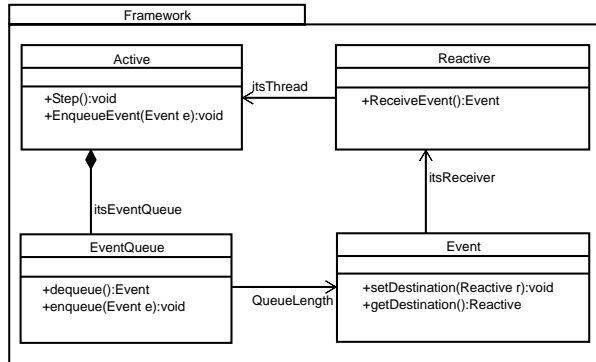 Framework
Active
+Step():void
+EnqueueEvent(Event e):void
itsThread
Reactive
+ReceiveEvent():Event
itsEventQueue
itsReceiver
EventQueue
+dequeue():Event
+enqueue(Event e):void
QueueLength
Event
+setDestination(Reactive r):void
+getDestination():Reactive